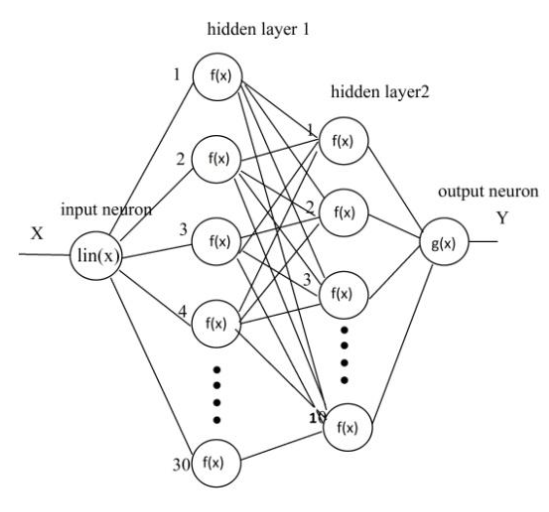 hidden layer 1
1
f(x)
hidden layer2
1
f(x)
2
f(x)
output neuron
input neuron
2
f(x)
Y
X
3
f(x)
lin(x)
g(x)
3
f(x)
4
f(x)
10
f(x)
30
f(x)